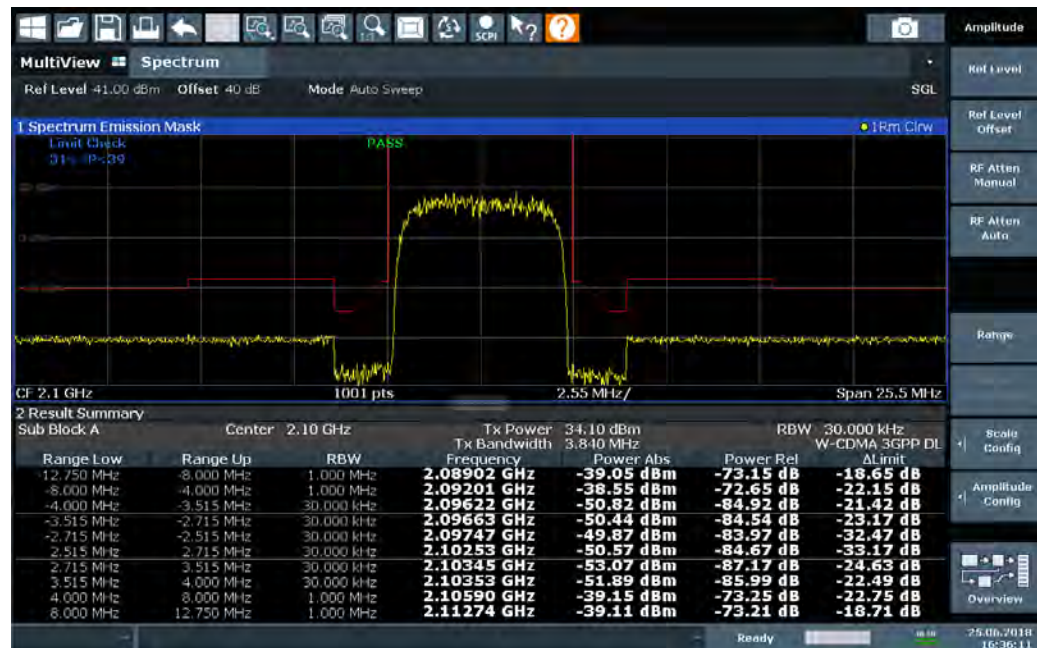 SCPI
?
?
Amplitude
MultiView Spectrum
Ref Level 41.00 dBm Offset 40 dB Mode Auto Sweep SGL
Ref Level
Ref Level Offset
RF Atten Manual
RF Atten Auto
Range
Scale Config
Amplitude Config
Overview
1 Spectrum Emission Mask 1Rm Clrw
Limit Check PASS
CF 2.1 GHz 1001 pts 2.55 MHz/ Span 25.5 MHz
2 Result Summary
Sub Block A Center 2.10 GHz Tx Power 34.10 dBm RBW 30.000 kHz
Tx Bandwidth 3.840 MHz W-CDMA 3GPP DL
Range Low Range Up RBW Frequency Power Abs Power Rel ΔLimit
-12.750 MHz -8.000 MHz 1.000 MHz 2.08902 GHz -39.05 dBm -73.15 dB -18.65 dB
-8.000 MHz -4.000 MHz 1.000 MHz 2.09201 GHz -38.55 dBm -72.65 dB -22.15 dB
-4.000 MHz -3.515 MHz 30.000 kHz 2.09622 GHz -50.82 dBm -84.92 dB -21.42 dB
-3.515 MHz -2.715 MHz 30.000 kHz 2.09663 GHz -50.44 dBm -84.54 dB -23.17 dB
-2.715 MHz -2.515 MHz 30.000 kHz 2.09747 GHz -49.87 dBm -83.97 dB -32.47 dB
2.515 MHz 2.715 MHz 30.000 kHz 2.10253 GHz -50.57 dBm -84.67 dB -33.17 dB
2.715 MHz 3.515 MHz 30.000 kHz 2.10345 GHz -53.07 dBm -87.17 dB -24.63 dB
3.515 MHz 4.000 MHz 30.000 kHz 2.10353 GHz -51.89 dBm -85.99 dB -22.49 dB
4.000 MHz 8.000 MHz 1.000 MHz 2.10590 GHz -39.15 dBm -73.25 dB -22.75 dB
8.000 MHz 12.750 MHz 1.000 MHz 2.11274 GHz -39.11 dBm -73.21 dB -18.71 dB
Ready
25.06.2018
16:36:11